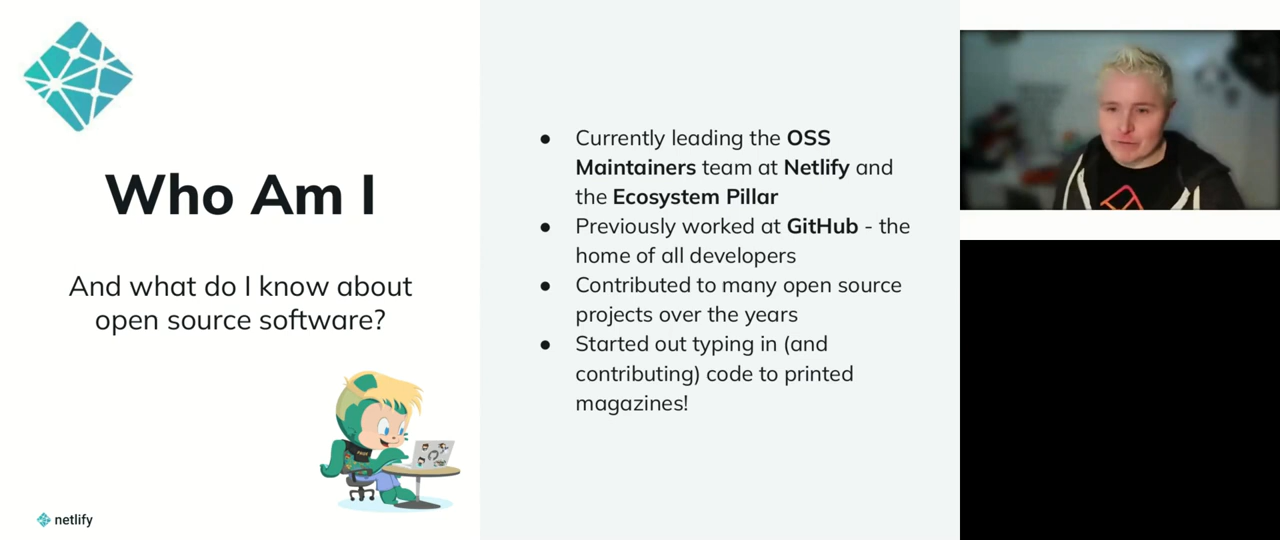 Who Am I
And what do I know about
open source software?
netlify
● Currently leading the OSS
Maintainers team at Netlify and
the Ecosystem Pillar
● Previously worked at GitHub - the
home of all developers
● Contributed to many open source
projects over the years
● Started out typing in (and
contributing) code to printed
magazines!